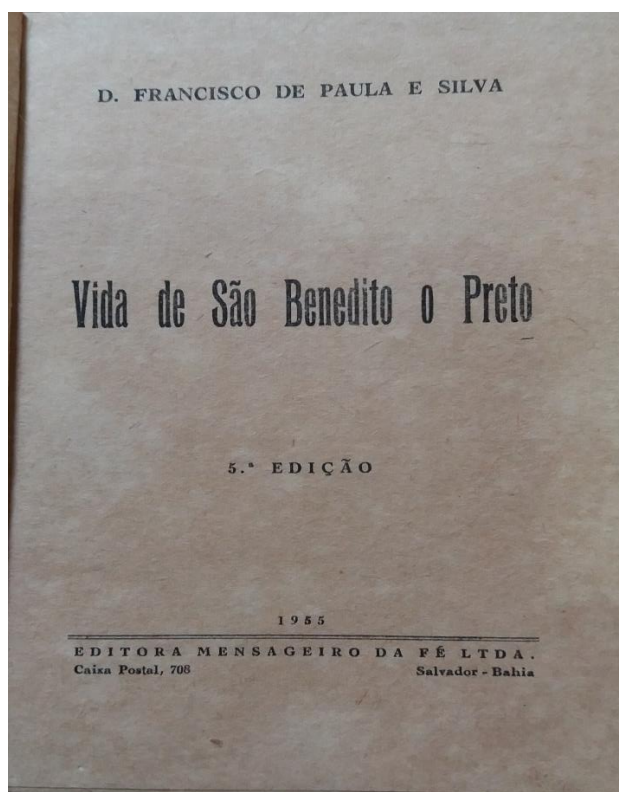 D. FRANCISCO DE PAULA E SILVA
Vida de São Benedito o Preto
5.ª EDIÇÃO
1955
EDITORA MENSAGEIRO DA FÉ LTDA.
Caixa Postal, 708 Salvador - Bahia